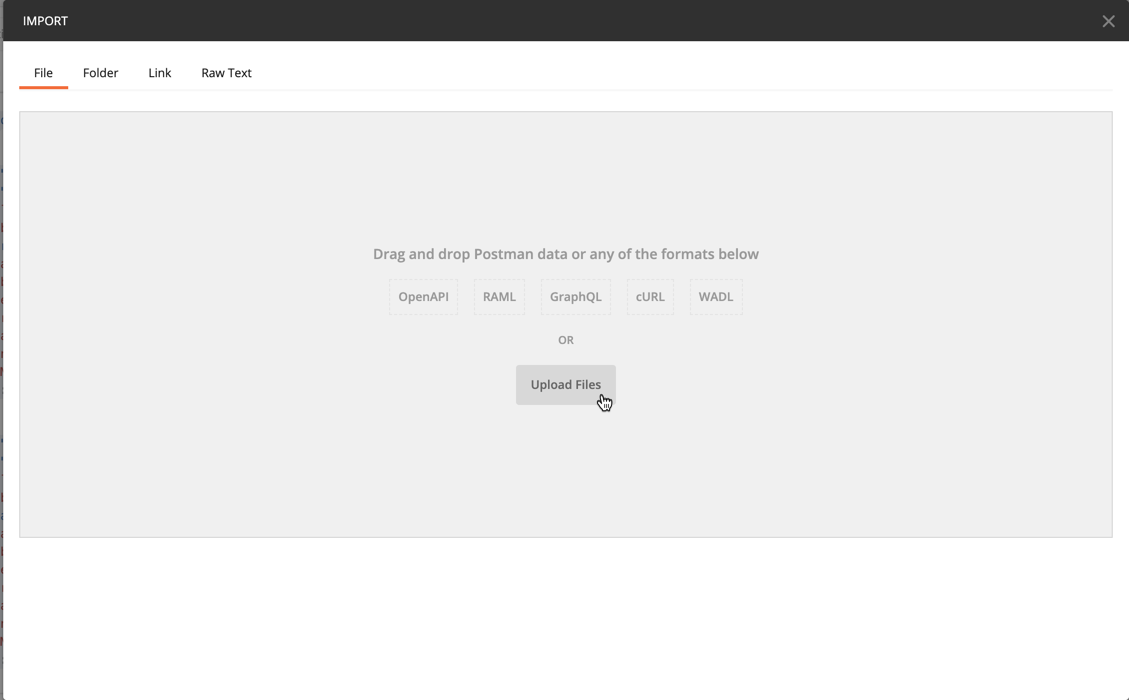 IMPORT
File Folder Link Raw Text
Drag and drop Postman data or any of the formats below
OpenAPI RAML GraphQL cURL WADL
OR
Upload Files